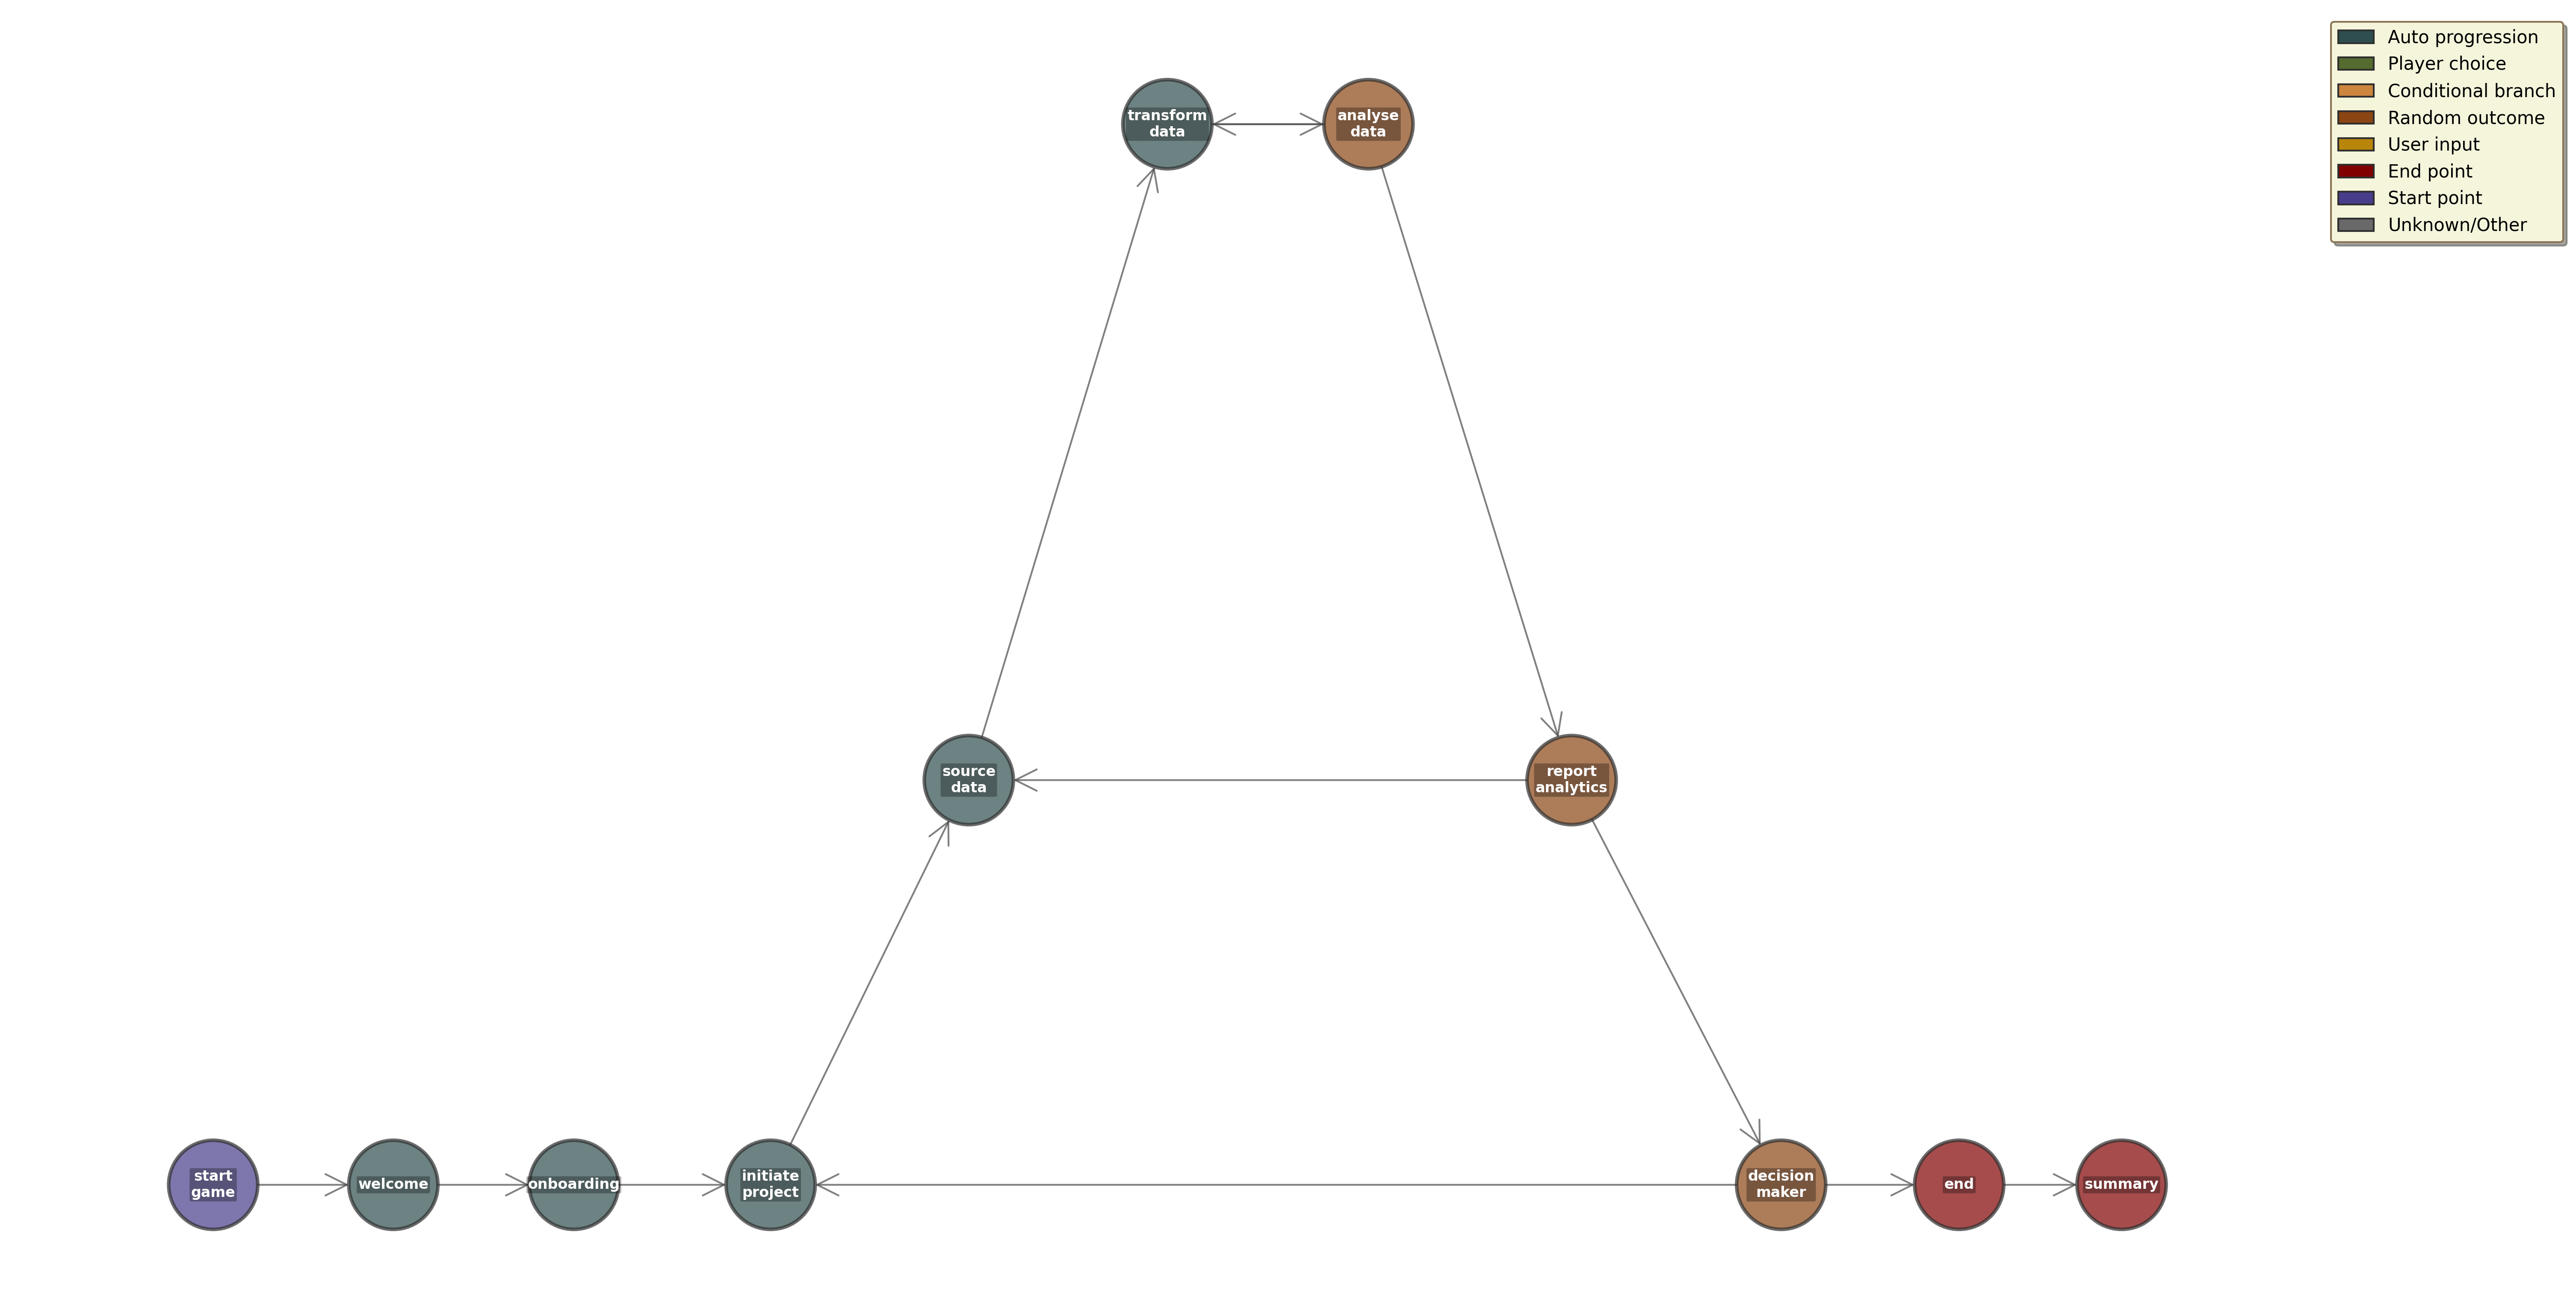 transform
data
analyse
data
Auto progression
Player choice
Conditional branch
Random outcome
User input
End point
Start point
Unknown/Other
source
data
report
analytics
start
game
welcome
onboarding
initiate
project
decision
maker
end
summary